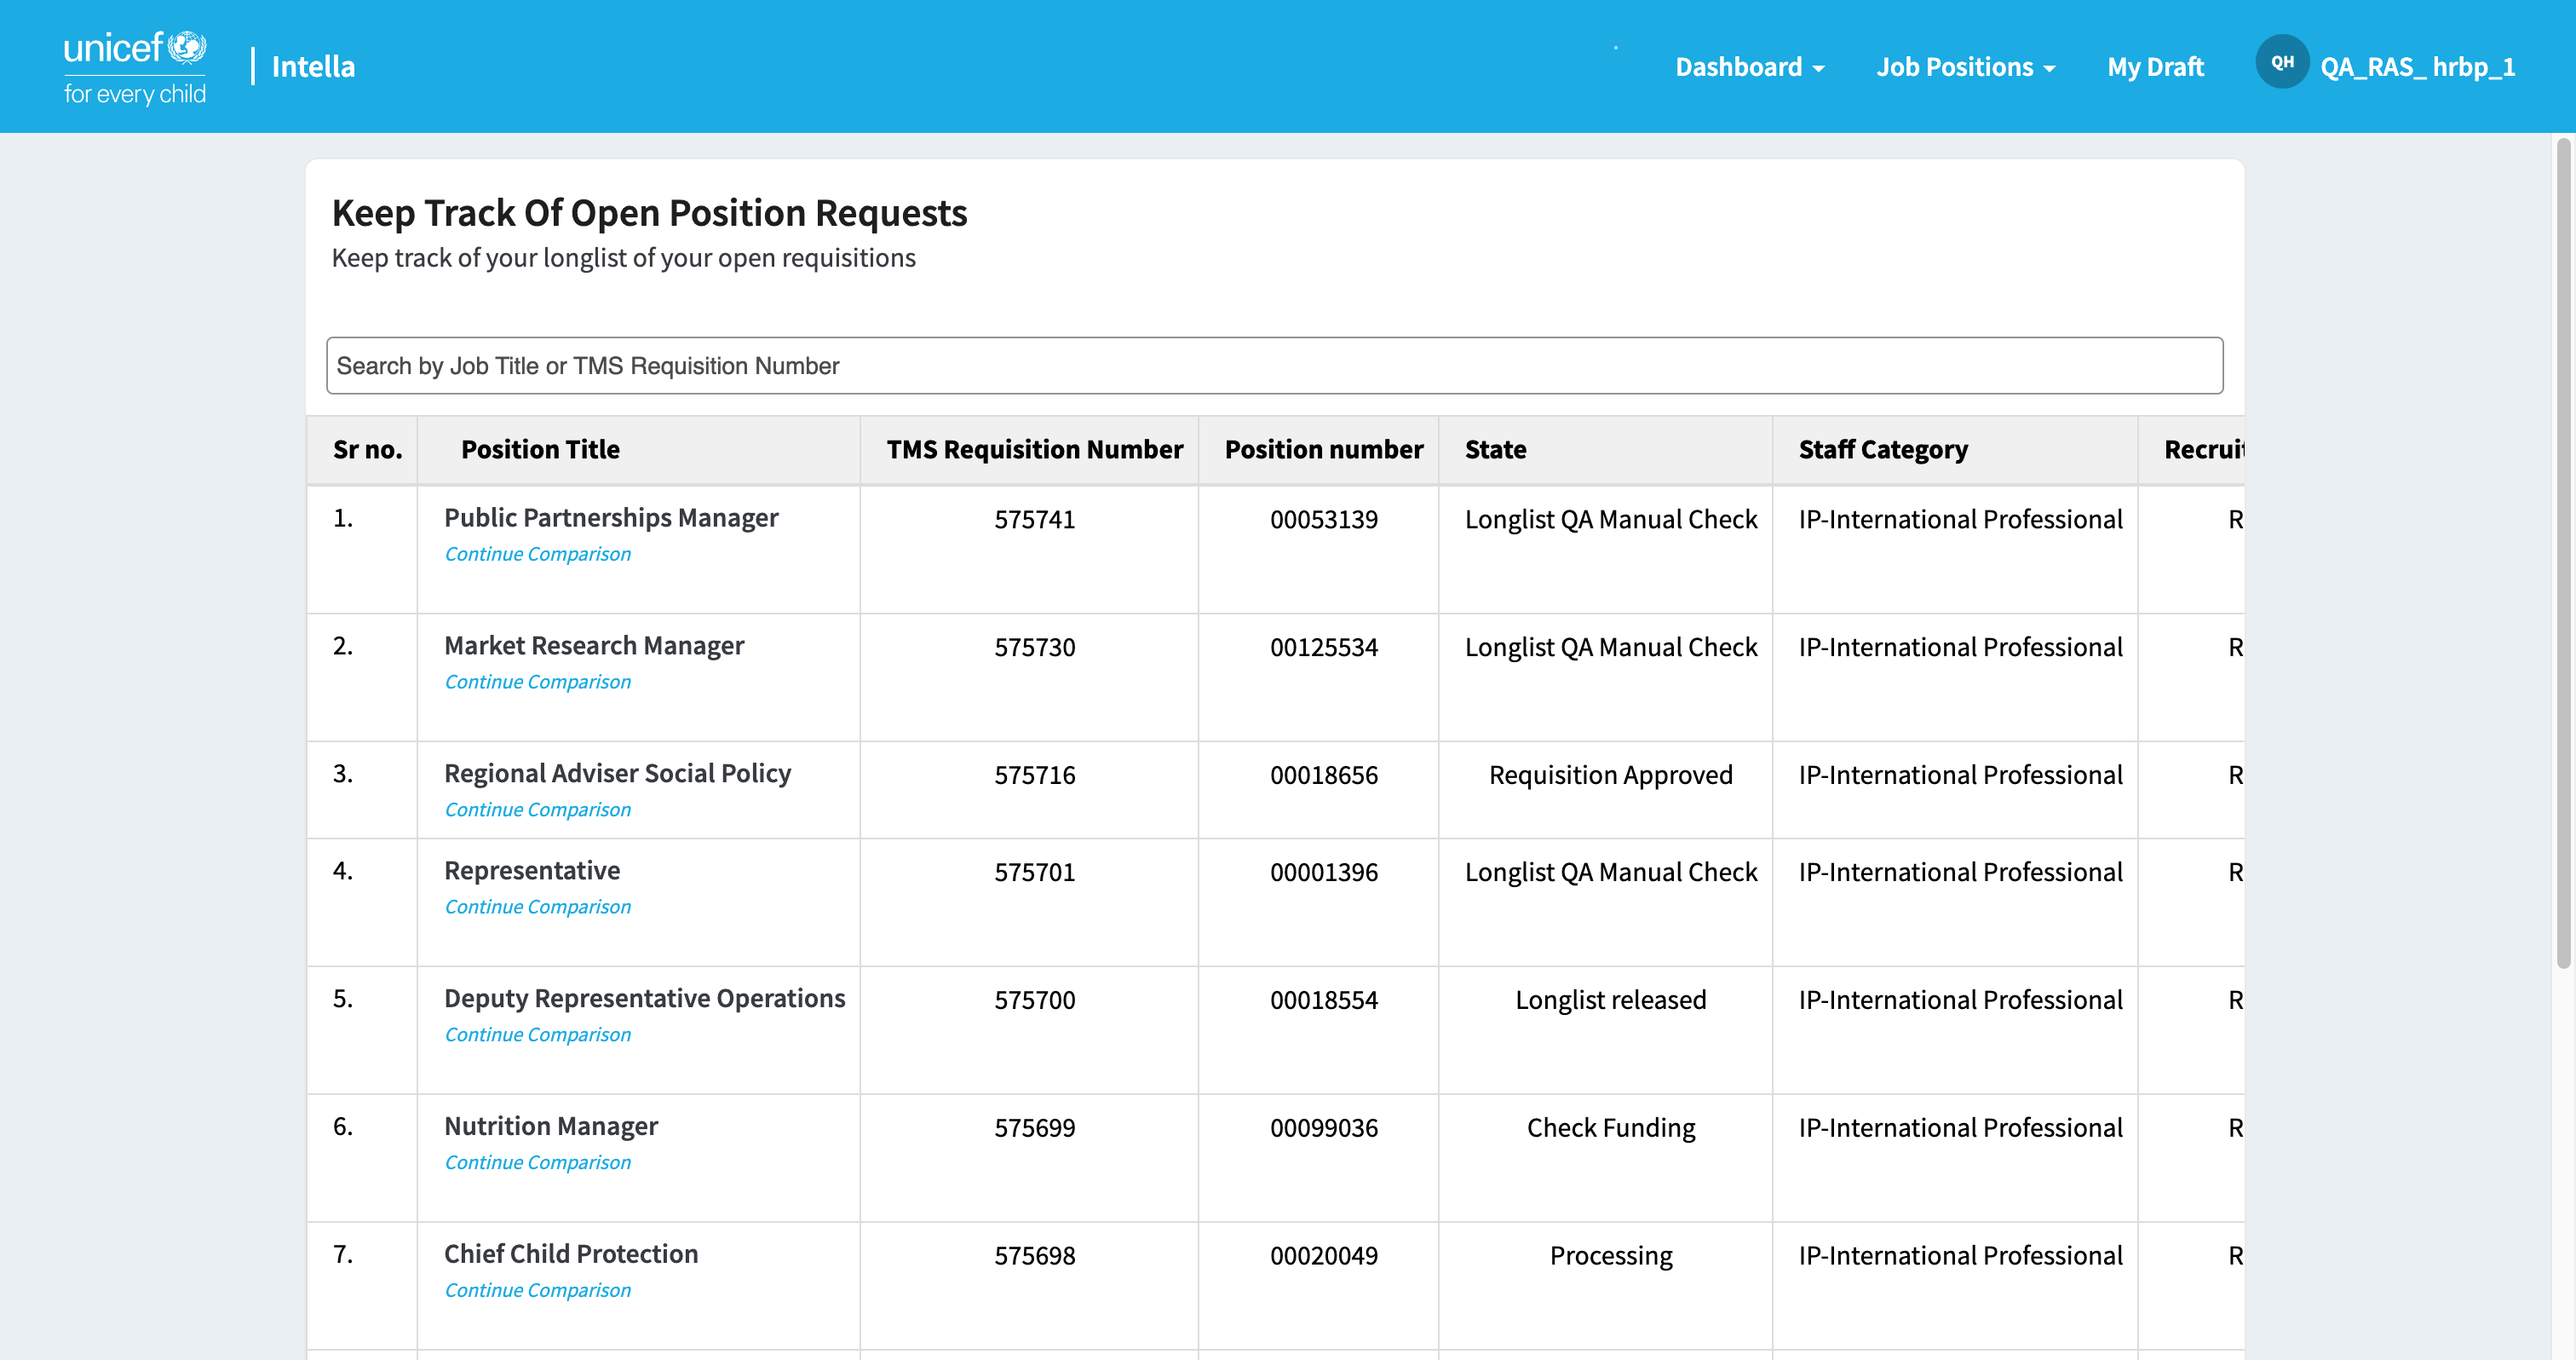 unicef
for every child
Intella
Dashboard
Job Positions
My Draft
QH
QA_RAS_ hrbp_1
Keep Track Of Open Position Requests
Keep track of your longlist of your open requisitions
Search by Job Title or TMS Requisition Number
Sr no. Position Title TMS Requisition Number Position number State Staff Category Recruit
1. Public Partnerships Manager 575741 00053139 Longlist QA Manual Check IP-International Professional R
Continue Comparison
2. Market Research Manager 575730 00125534 Longlist QA Manual Check IP-International Professional R
Continue Comparison
3. Regional Adviser Social Policy 575716 00018656 Requisition Approved IP-International Professional R
Continue Comparison
4. Representative 575701 00001396 Longlist QA Manual Check IP-International Professional R
Continue Comparison
5. Deputy Representative Operations 575700 00018554 Longlist released IP-International Professional R
Continue Comparison
6. Nutrition Manager 575699 00099036 Check Funding IP-International Professional R
Continue Comparison
7. Chief Child Protection 575698 00020049 Processing IP-International Professional R
Continue Comparison